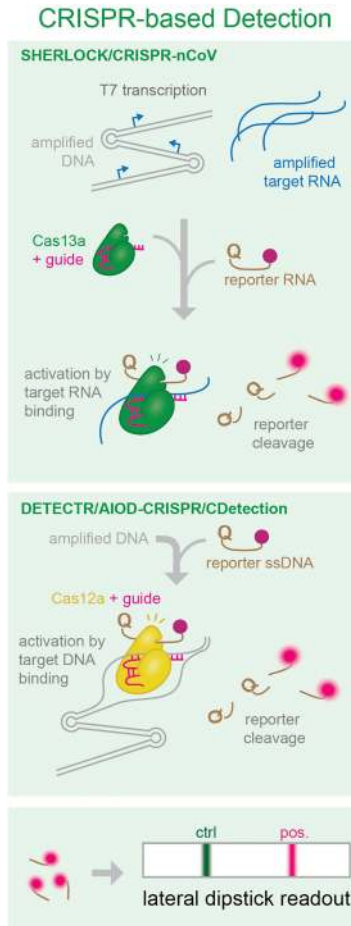 CRISPR-based Detection
SHERLOCK/CRISPR-nCoV
T7 transcription
amplified
DNA
amplified
target RNA
Cas13a
+ guide
Q
reporter RNA
activation by
target RNA
binding
Q
Q
Q
reporter
cleavage
DETECTR/AIOD-CRISPR/CDetection
amplified DNA
Q
reporter ssDNA
Cas12a + guide
Q
activation by
target DNA
binding
Q
Q
reporter
cleavage
ctrl
pos.
lateral dipstick readout